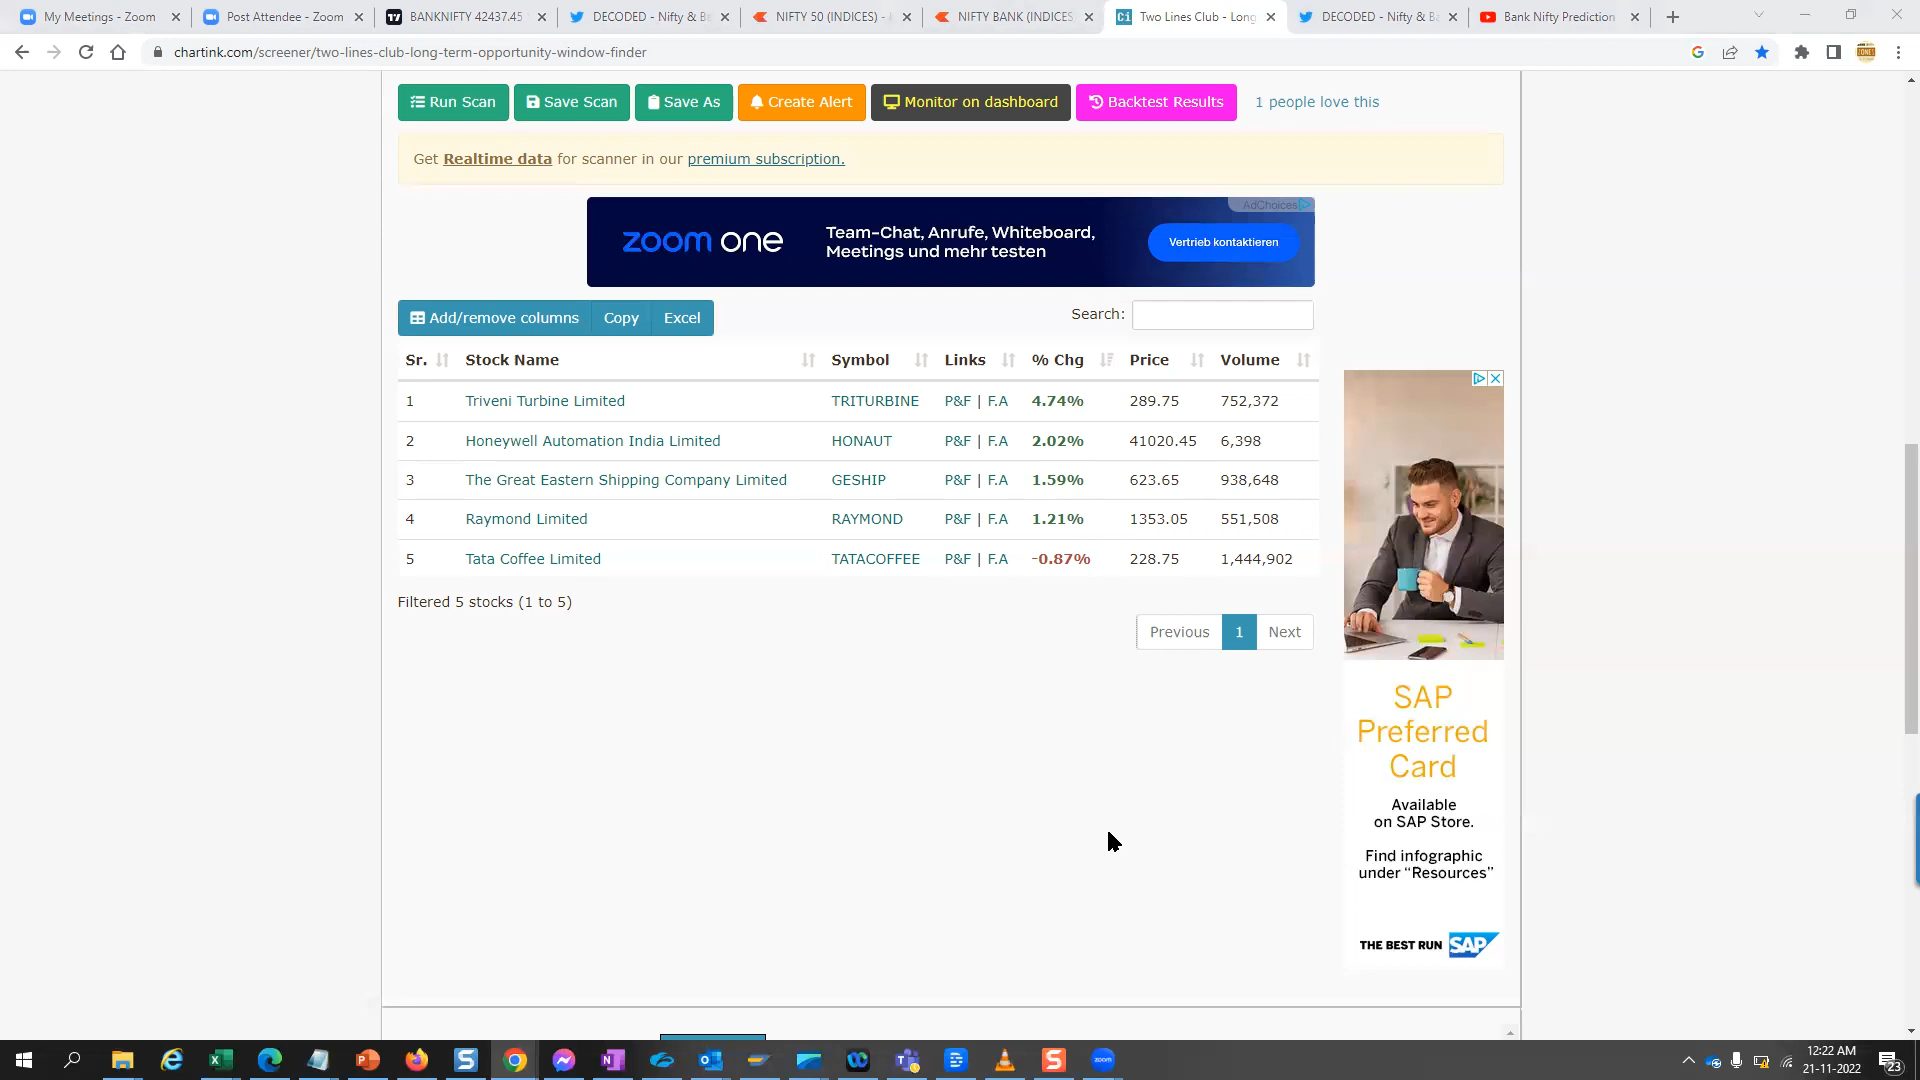 My Meetings - Zoom
Post Attendee - Zoom
BANKNIFTY 42437.45
DECODED - Nifty & B
NIFTY 50 (INDICES) -
NIFTY BANK (INDICES
Two Lines Club - Long
DECODED - Nifty & B
Bank Nifty Prediction
chartink.com/screener/two-lines-club-long-term-opportunity-window-finder
Run Scan Save Scan Save As Create Alert Monitor on dashboard Backtest Results 1 people love this
Get Realtime data for scanner in our premium subscription.
AdChoices
zoom one
Team-Chat, Anrufe, Whiteboard,
Meetings und mehr testen
Vertrieb kontaktieren
Add/remove columns Copy Excel
Search:
Sr. Stock Name Symbol Links % Chg Price Volume
1 Triveni Turbine Limited TRITURBINE P&F | F.A 4.74% 289.75 752,372
2 Honeywell Automation India Limited HONAUT P&F | F.A 2.02% 41020.45 6,398
3 The Great Eastern Shipping Company Limited GESHIP P&F | F.A 1.59% 623.65 938,648
4 Raymond Limited RAYMOND P&F | F.A 1.21% 1353.05 551,508
5 Tata Coffee Limited TATACOFFEE P&F | F.A -0.87% 228.75 1,444,902
Filtered 5 stocks (1 to 5)
Previous 1 Next
SAP
Preferred
Card
Available
on SAP Store.
Find infographic
under “Resources”
THE BEST RUN SAP
12:22 AM
21-11-2022
23